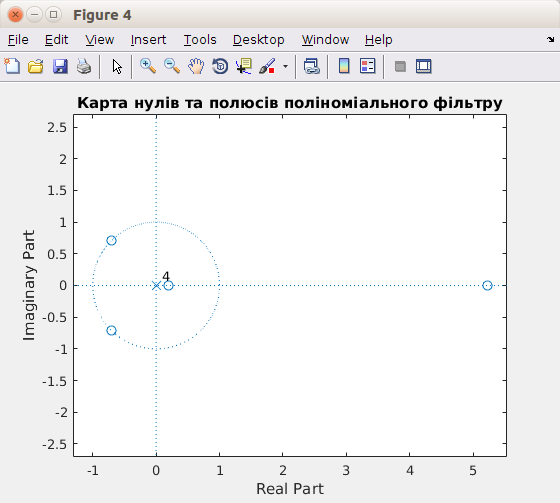 Figure 4
File Edit View Insert Tools Desktop Window Help
Карта нулів та полюсів поліноміального фільтру
2.5
2
1.5
1
0.5
0
-0.5
-1
-1.5
-2
-2.5
Imaginary Part
4
-1 0 1 2 3 4 5
Real Part